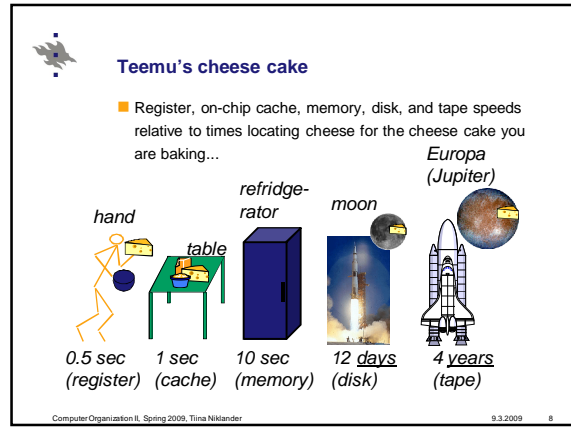 Teemu's cheese cake
Register, on-chip cache, memory, disk, and tape speeds
relative to times locating cheese for the cheese cake you
are baking...
hand
table
refridge-
rator
moon
Europa
(Jupiter)
0.5 sec
(register)
1 sec
(cache)
10 sec
(memory)
12 days
(disk)
4 years
(tape)
Computer Organization II, Spring 2009, Tiina Niklander
9.3.2009
8